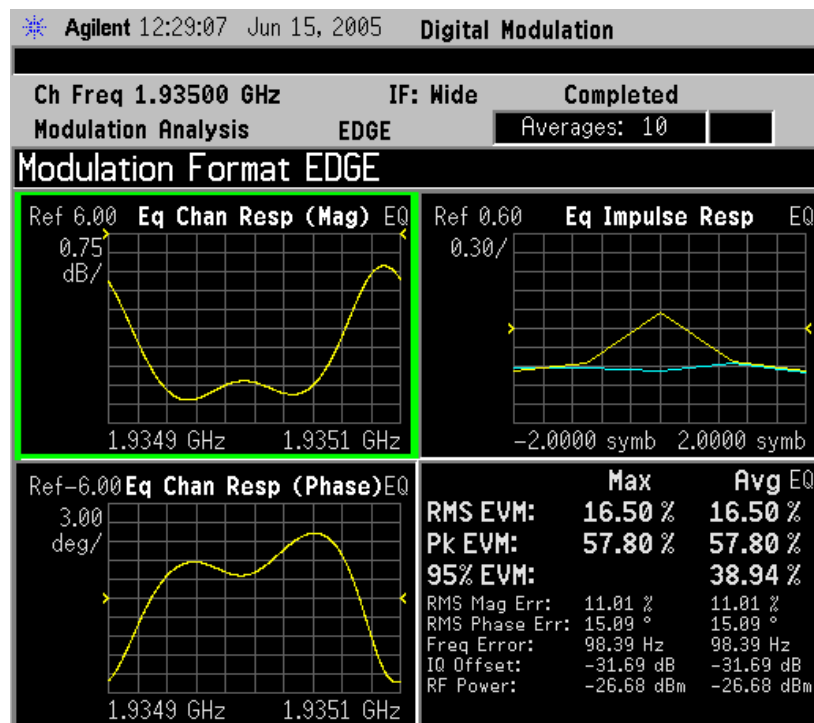 Agilent 12:29:07 Jun 15, 2005 Digital Modulation
Ch Freq 1.93500 GHz IF: Wide Completed
Modulation Analysis EDGE Averages: 10
Modulation Format EDGE
Ref 6.00 Eq Chan Resp (Mag) EQ
0.75
dB/
1.9349 GHz 1.9351 GHz
Ref 0.60 Eq Impulse Resp EQ
0.30/
-2.0000 symb 2.0000 symb
Ref-6.00 Eq Chan Resp (Phase) EQ
3.00
deg/
1.9349 GHz 1.9351 GHz
Max Avg EQ
RMS EVM: 16.50 % 16.50 %
Pk EVM: 57.80 % 57.80 %
95% EVM: 38.94 %
RMS Mag Err: 11.01 % 11.01 %
RMS Phase Err: 15.09 ° 15.09 °
Freq Error: 98.39 Hz 98.39 Hz
IQ Offset: -31.69 dB -31.69 dB
RF Power: -26.68 dBm -26.68 dBm